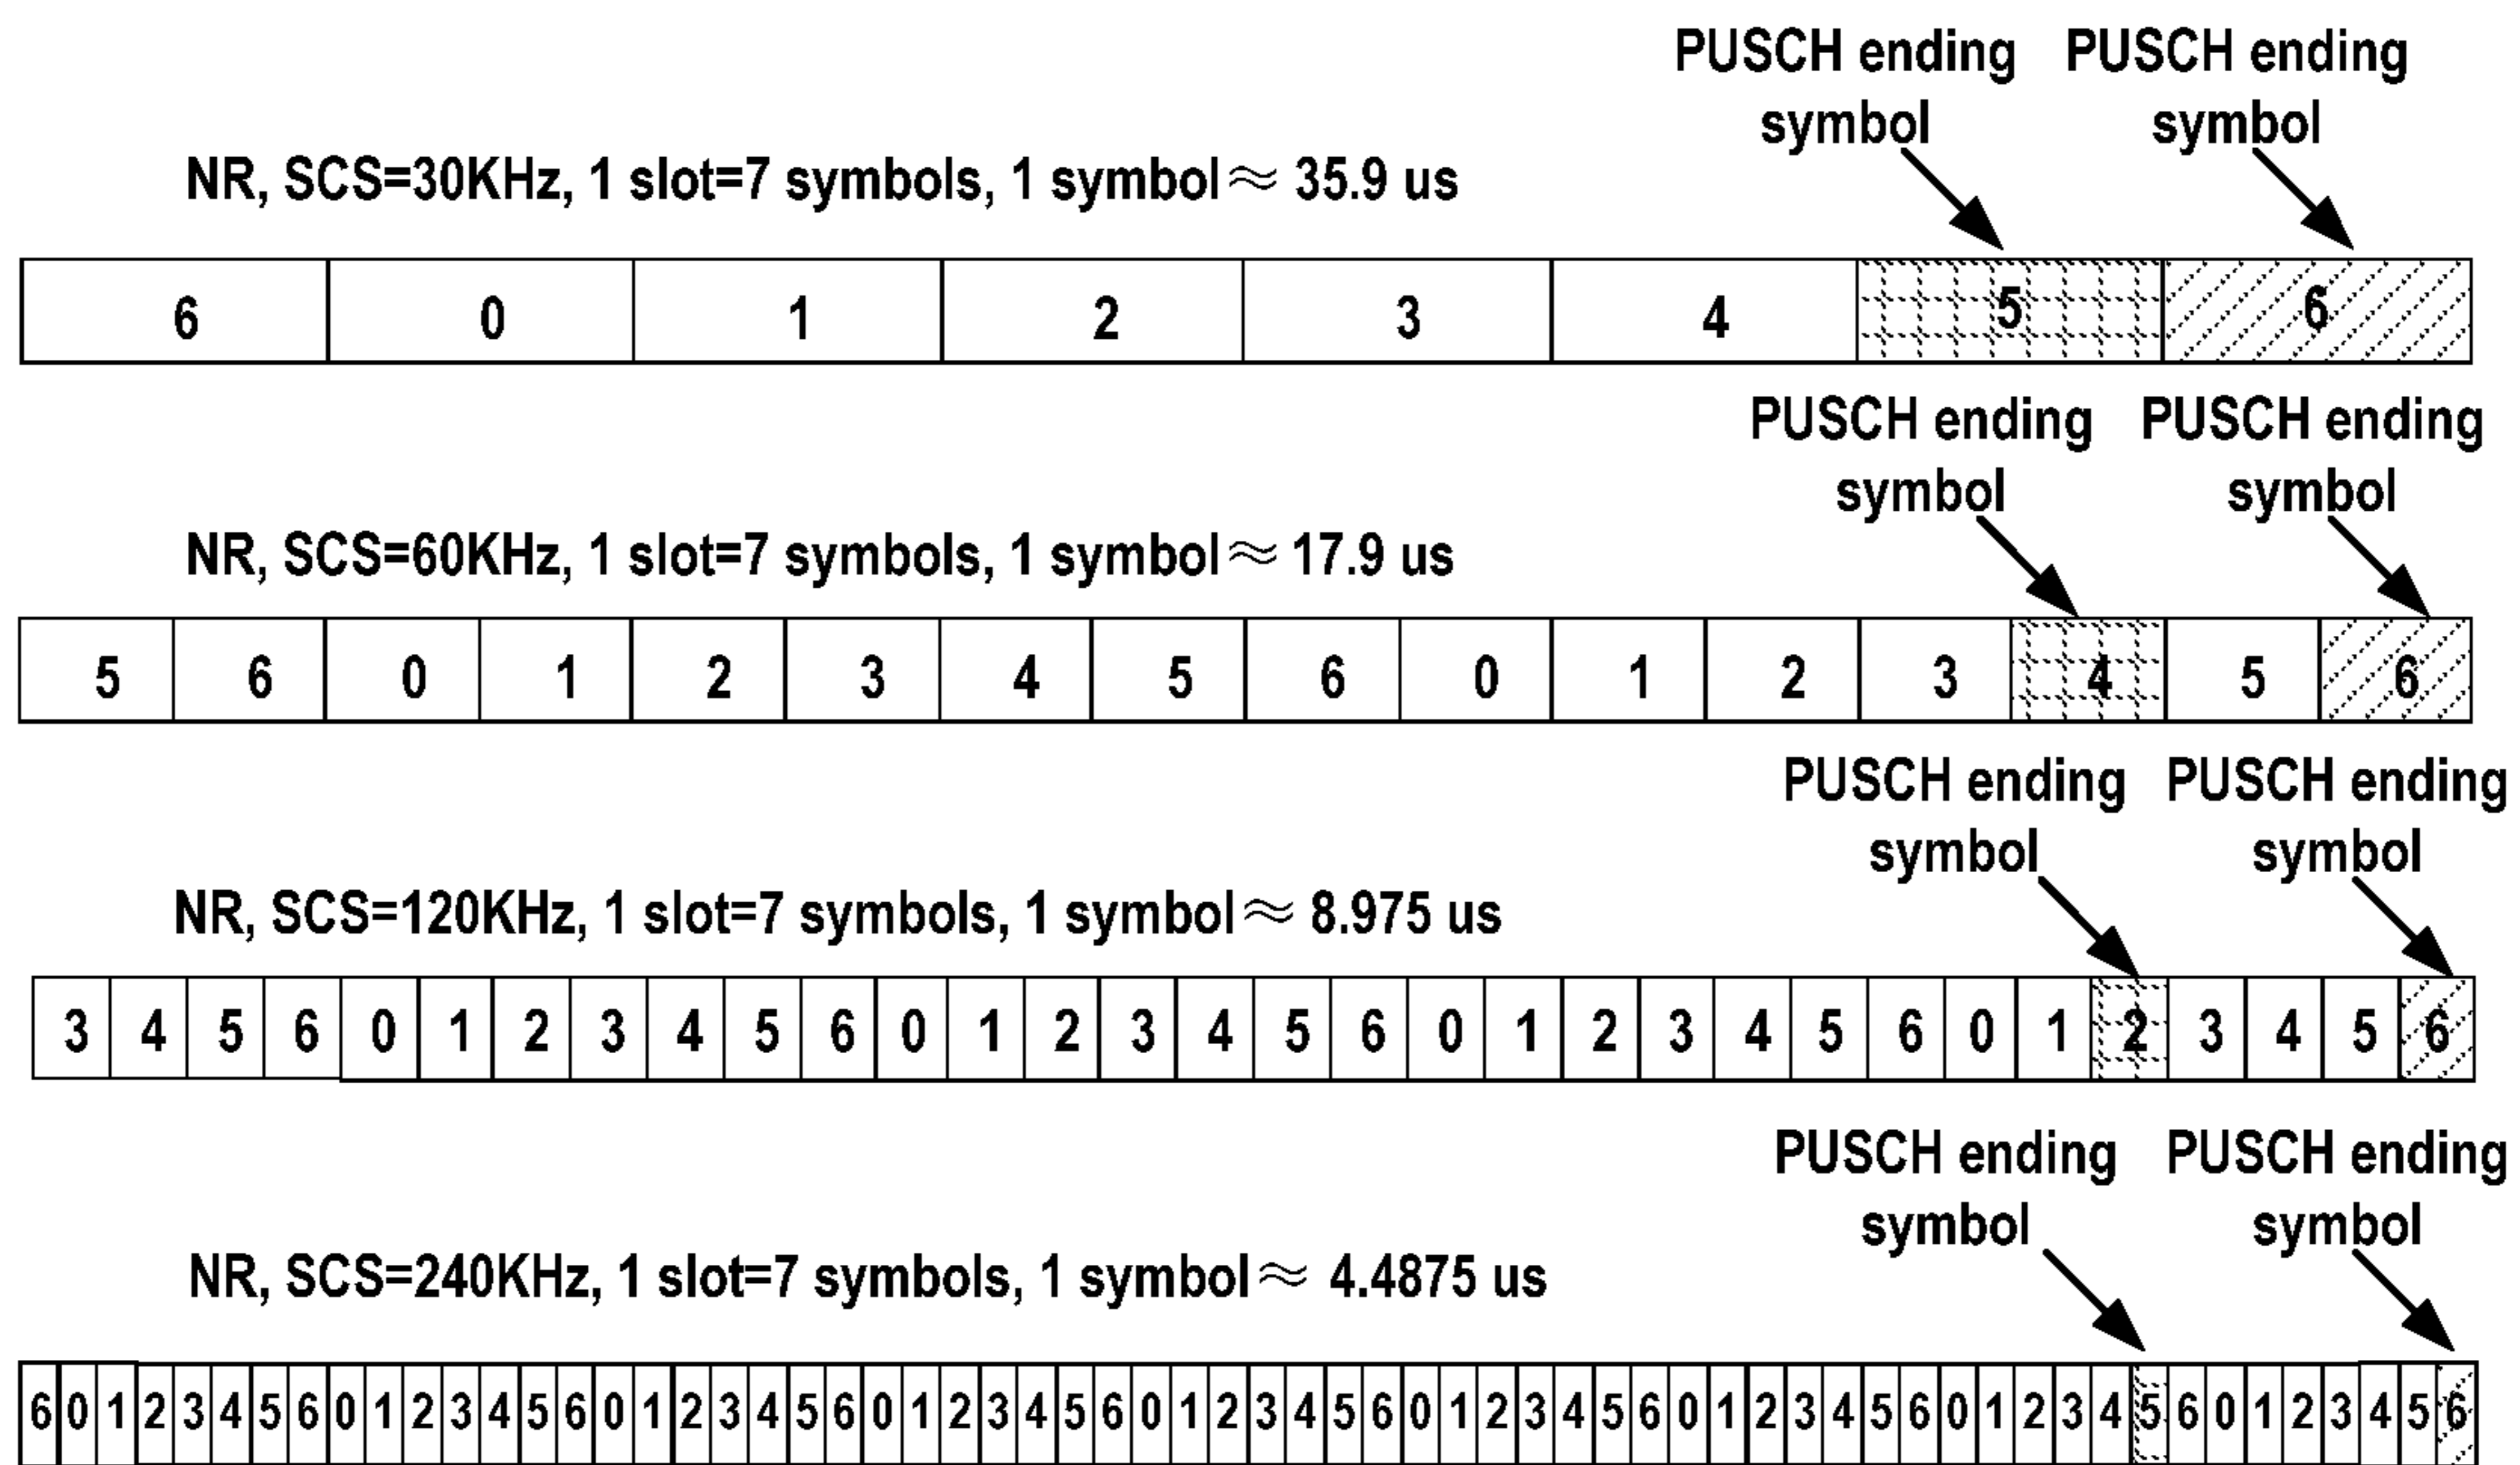 PUSCH ending PUSCH ending
symbol symbol
NR, SCS=30KHz, 1 slot=7 symbols, 1 symbol≈ 35.9 us
6 0 1 2 3 4 5 6
PUSCH ending PUSCH ending
symbol symbol
NR, SCS=60KHz, 1 slot=7 symbols, 1 symbol≈ 17.9 us
5 6 0 1 2 3 4 5 6 0 1 2 3 4 5 6
PUSCH ending PUSCH ending
symbol symbol
NR, SCS=120KHz, 1 slot=7 symbols, 1 symbol≈ 8.975 us
3 4 5 6 0 1 2 3 4 5 6 0 1 2 3 4 5 6 0 1 2 3 4 5 6 0 1 2 3 4 5 6
PUSCH ending PUSCH ending
symbol symbol
NR, SCS=240KHz, 1 slot=7 symbols, 1 symbol≈ 4.4875 us
6 0 1 2 3 4 5 6 0 1 2 3 4 5 6 0 1 2 3 4 5 6 0 1 2 3 4 5 6 0 1 2 3 4 5 6 0 1 2 3 4 5 6 0 1 2 3 4 5 6 0 1 2 3 4 5 6 0 1 2 3 4 5 6